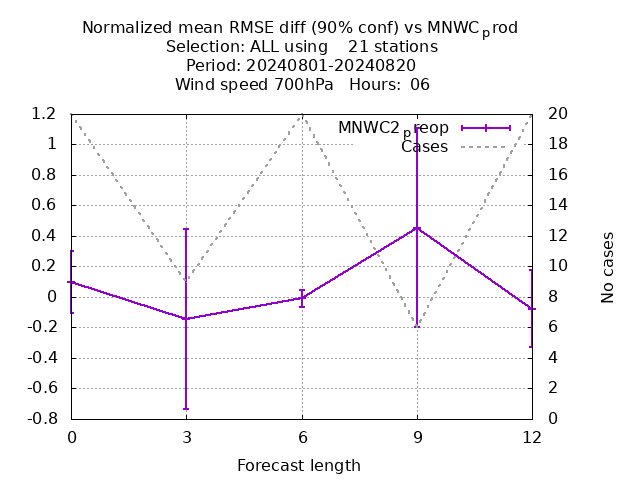 Normalized mean RMSE diff (90% conf) vs MNWCprod
Selection: ALL using    21 stations
Period: 20240801-20240820
Wind speed 700hPa   Hours:  06
MNWC2preop
Cases
1.2
1
0.8
0.6
0.4
0.2
0
-0.2
-0.4
-0.6
-0.8
20
18
16
14
12
10
8
6
4
2
0
No cases
0 3 6 9 12
Forecast length